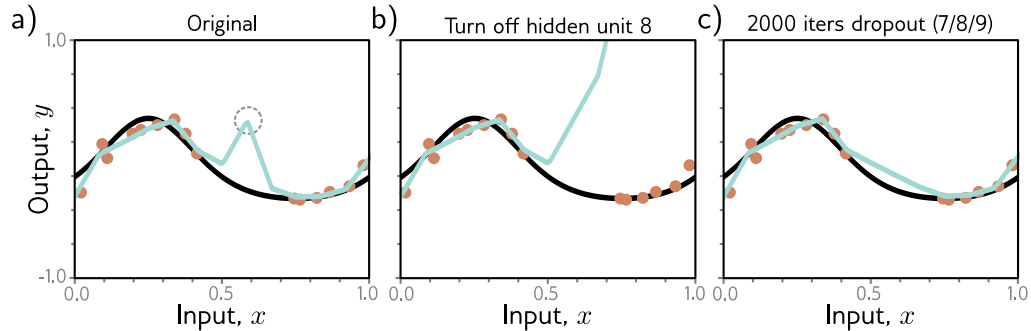 a) Original
b) Turn off hidden unit 8
c) 2000 iters dropout (7/8/9)
1.0
Output, y
-1.0
0.0 0.5 1.0
0.0 0.5 1.0
0.0 0.5 1.0
Input, x
Input, x
Input, x